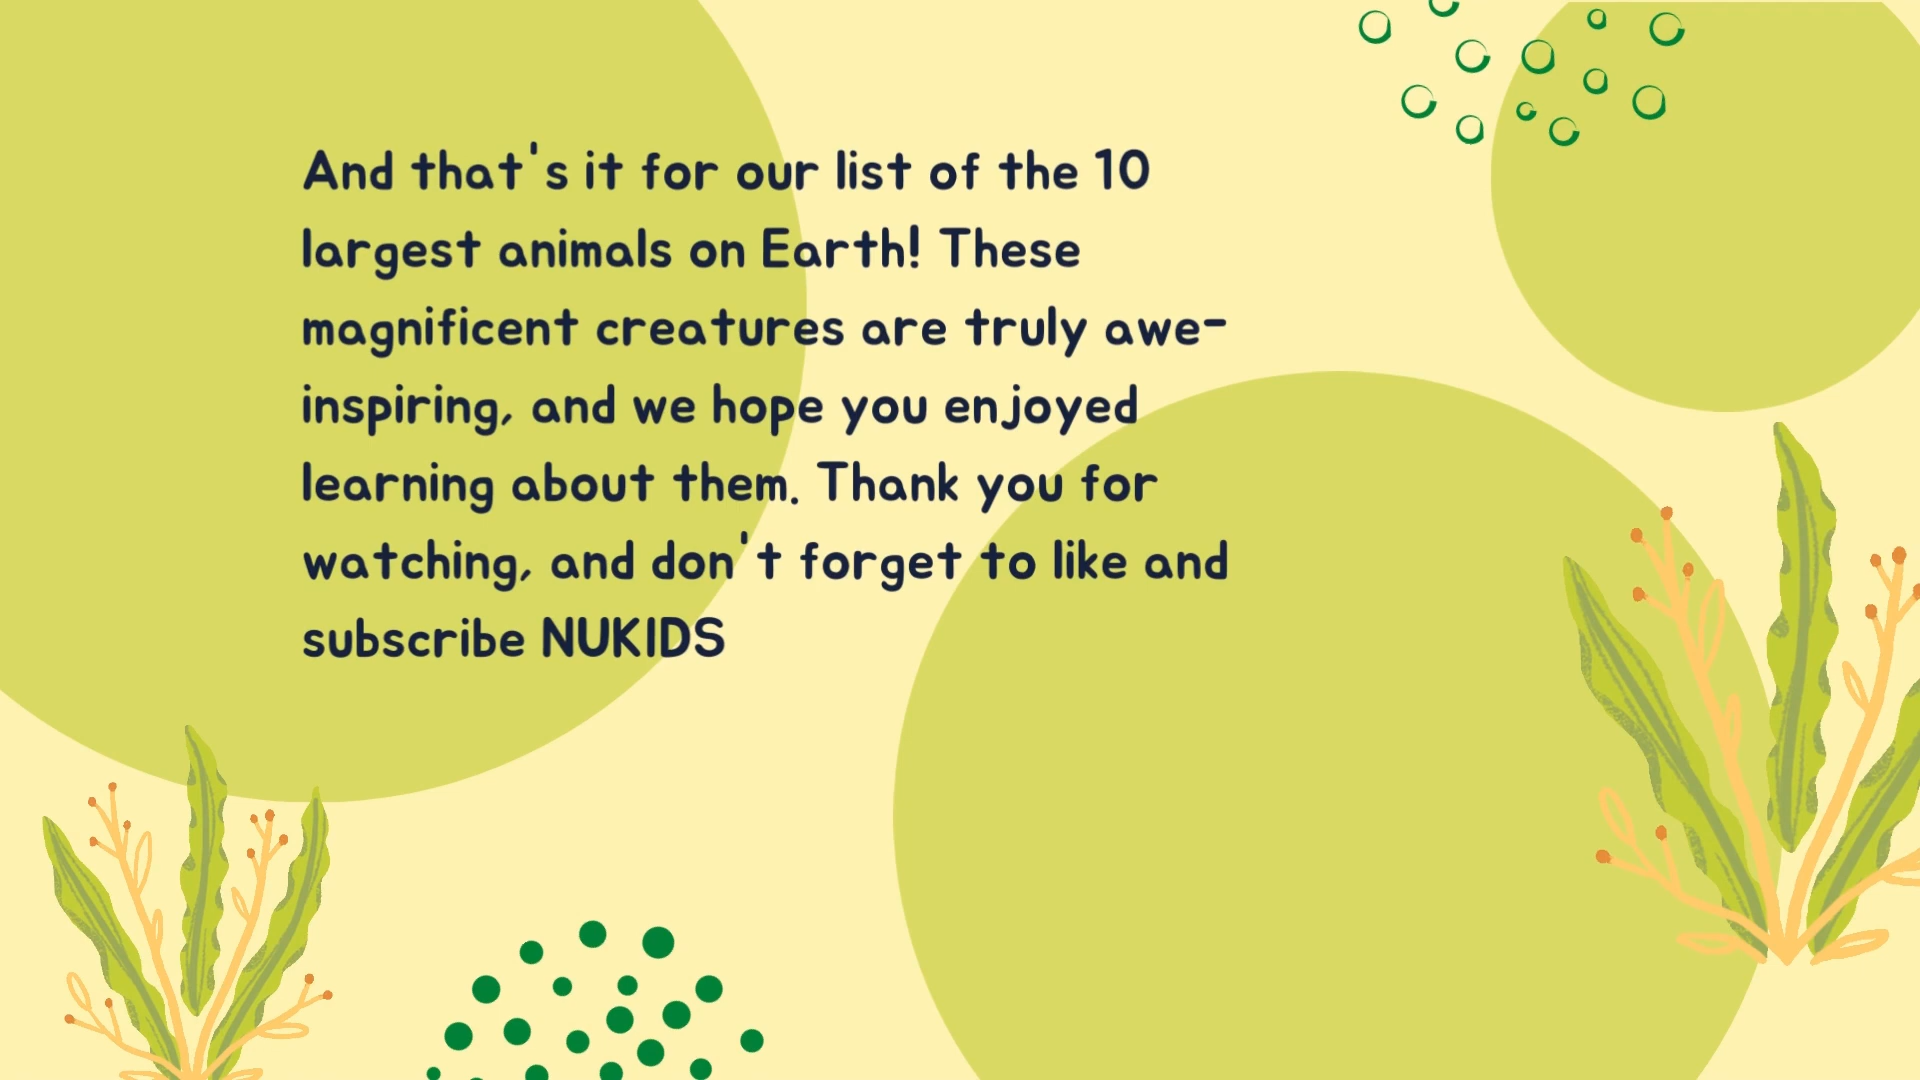 And that's it for our list of the 10
largest animals on Earth! These
magnificent creatures are truly awe-
inspiring, and we hope you enjoyed
learning about them. Thank you for
watching, and don't forget to like and
subscribe NUKIDS